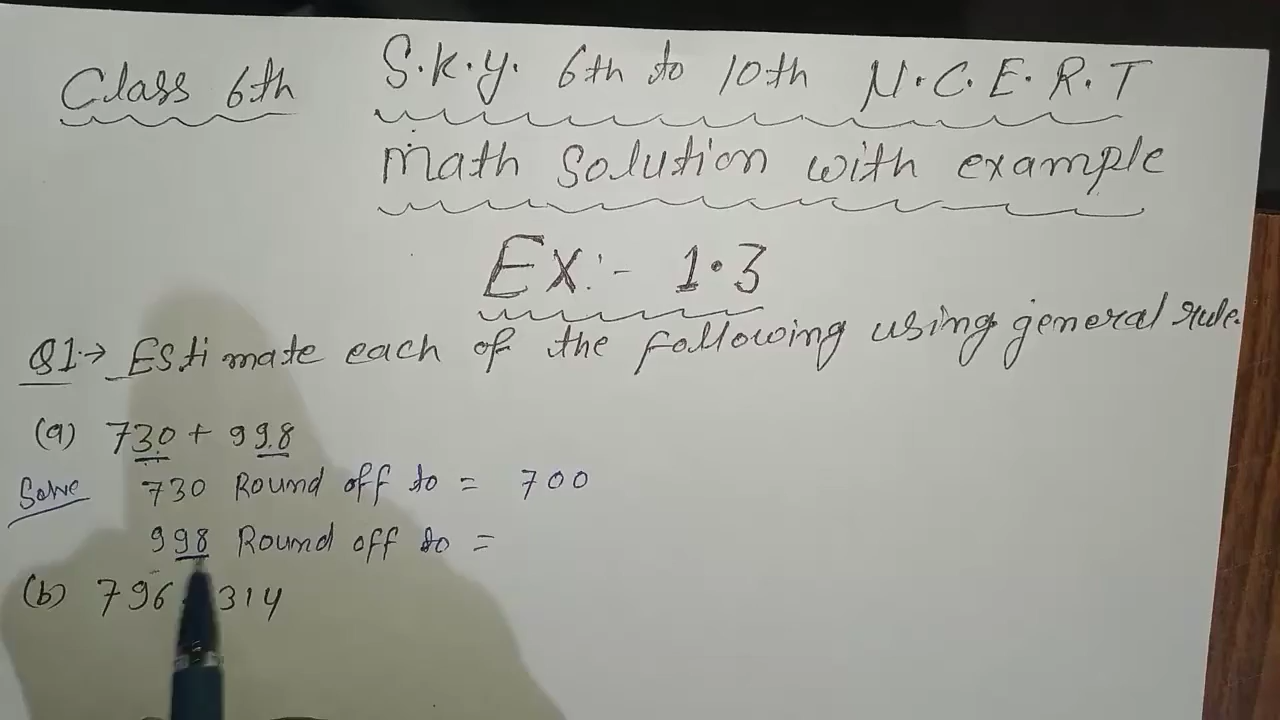 Class 6th
S.K.Y. 6th to 10th N.C.E.R.T
math Solution with example
Ex:- 1.3
Q1:→ Estimate each of the following using general rule.
(a) 730 + 998
Solve 730 Round off to = 700
998 Round off to =
(b) 796 314